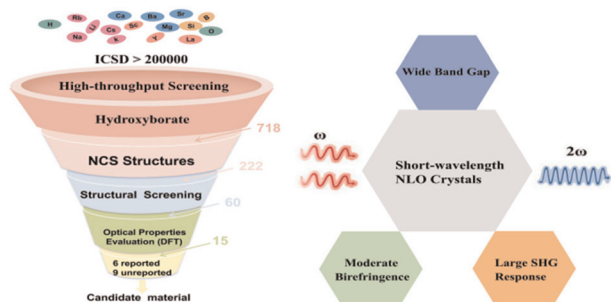 H
Rb
Li
Na
Cs
Ca
K
Sc
Ba
Y
Mg
Sr
Si
La
B
O
ICSD > 200000
High-throughput Screening
Hydroxyborate
718
NCS Structures
222
Structural Screening
60
Optical Properties
Evaluation (DFT)
15
6 reported
9 unreported
Candidate material
Wide Band Gap
ω
Short-wavelength
NLO Crystals
2ω
Moderate
Birefringence
Large SHG
Response